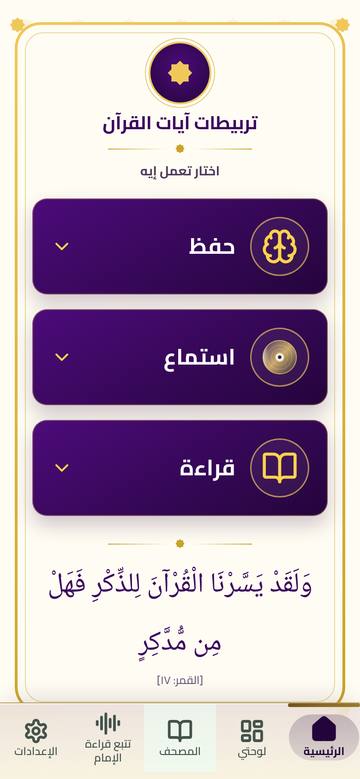 تربيطات آيات القرآن
اختار تعمل إيه
حفظ
استماع
قراءة
وَلَقَدْ يَسَّرْنَا الْقُرْآنَ لِلذِّكْرِ فَهَلْ
مِن مُّدَّكِرٍ
[القمر: ١٧]
الرئيسية
لوحتي
المصحف
تتبع قراءة
الإمام
الإعدادات